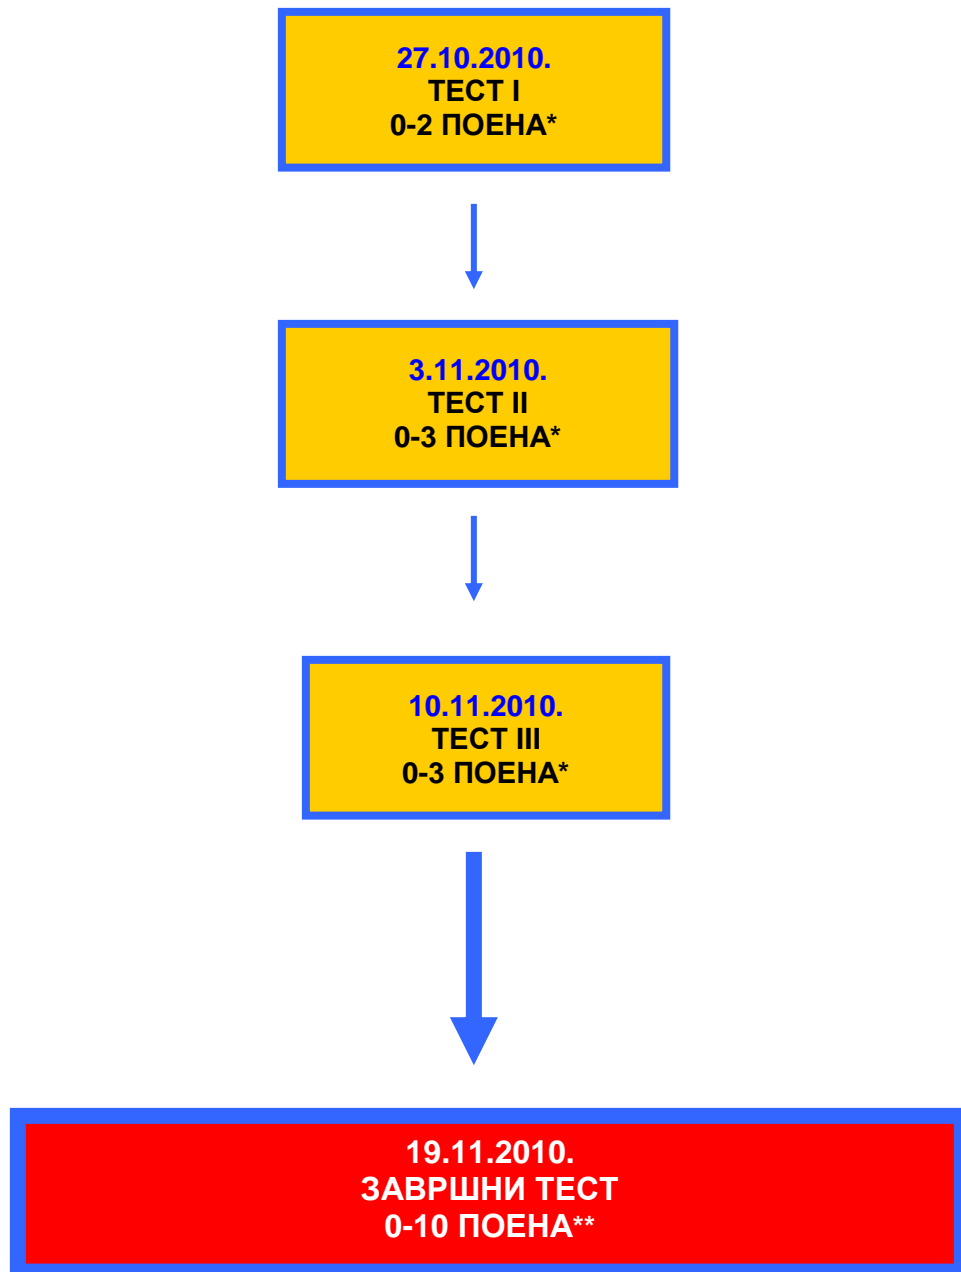 27.10.2010.
ТЕСТ I
0-2 ПОЕНА*
3.11.2010.
ТЕСТ II
0-3 ПОЕНА*
10.11.2010.
ТЕСТ III
0-3 ПОЕНА*
19.11.2010.
ЗАВРШНИ ТЕСТ
0-10 ПОЕНА**